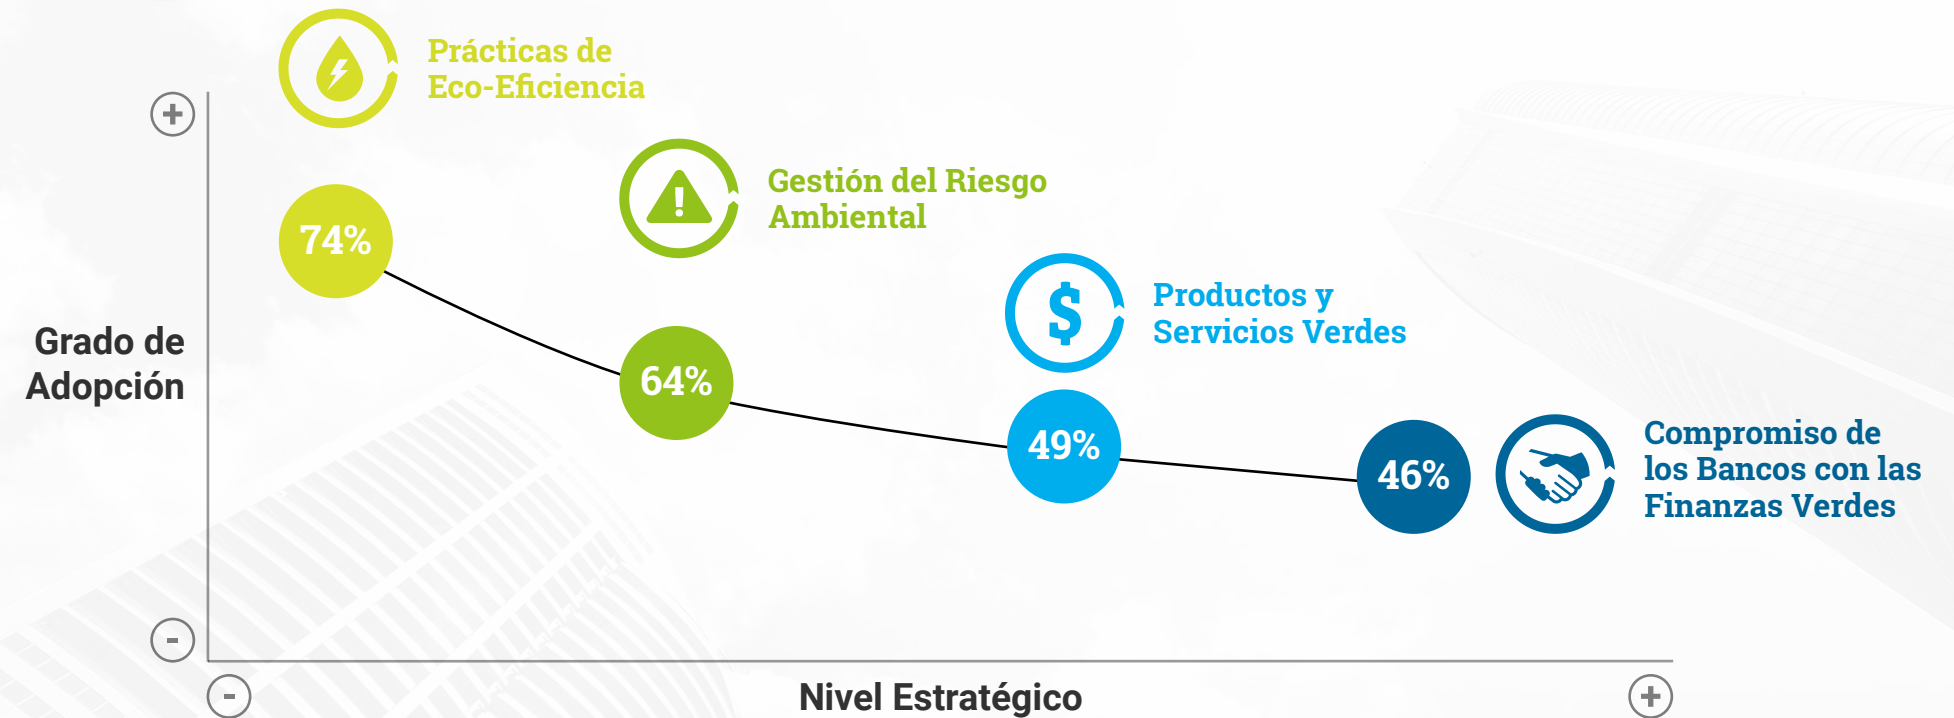 Prácticas de
Eco-Eficiencia
+
Gestión del Riesgo
Ambiental
74%
Productos y
Servicios Verdes
Grado de
Adopción
64%
$
49%
Compromiso de
los Bancos con las
Finanzas Verdes
46%
-
-
Nivel Estratégico
+